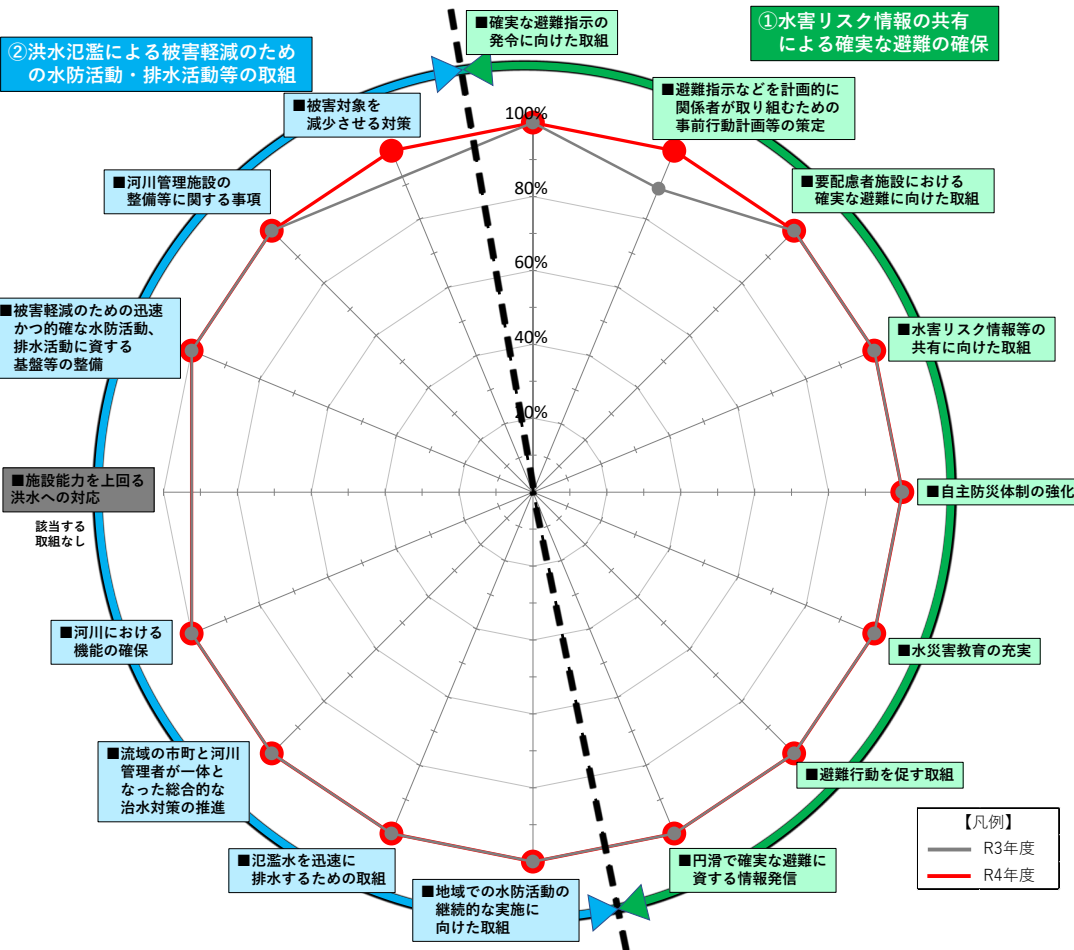 ■確実な避難指示の
発令に向けた取組
①水害リスク情報の共有
による確実な避難の確保
②洪水氾濫による被害軽減のため
の水防活動・排水活動等の取組
■被害対象を
減少させる対策
■避難指示などを計画的に
関係者が取り組むための
事前行動計画等の策定
■河川管理施設の
整備等に関する事項
■要配慮者施設における
確実な避難に向けた取組
■被害軽減のための迅速
かつ的確な水防活動、
排水活動に資する
基盤等の整備
■水害リスク情報等の
共有に向けた取組
■施設能力を上回る
洪水への対応
該当する
取組なし
■自主防災体制の強化
■河川における
機能の確保
■水災害教育の充実
■流域の市町と河川
管理者が一体と
なった総合的な
治水対策の推進
■避難行動を促す取組
■氾濫水を迅速に
排水するための取組
■円滑で確実な避難に
資する情報発信
■地域での水防活動の
継続的な実施に
向けた取組
100%
80%
60%
40%
20%
【凡例】
R3年度
R4年度